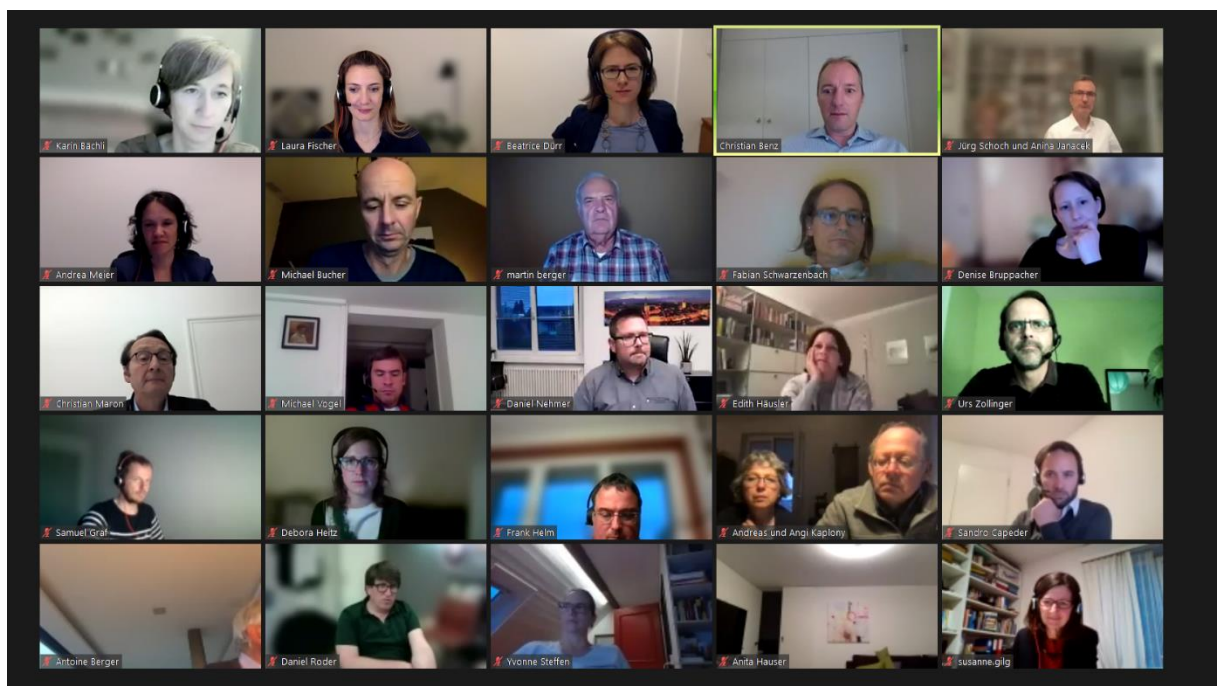 Karin Bächli
Laura Fischer
Beatrice Dürr
Christian Benz
Jürg Schoch und Anina Janacek
Andrea Meier
Michael Bucher
martin berger
Fabian Schwarzenbach
Denise Bruppacher
Christian Maron
Michael Vogel
Daniel Nehmer
Edith Häusler
Urs Zollinger
Samuel Graf
Debora Heitz
Frank Helm
Andreas und Angi Kaplony
Sandro Capeder
Antoine Berger
Daniel Roder
Yvonne Steffen
Anita Hauser
susanne.gilg